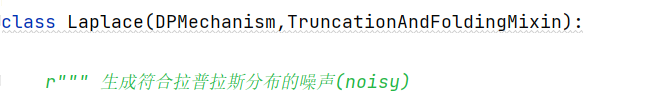 class Laplace(DPMechanism,TruncationAndFoldingMixin):
r""" 生成符合拉普拉斯分布的噪声(noisy)